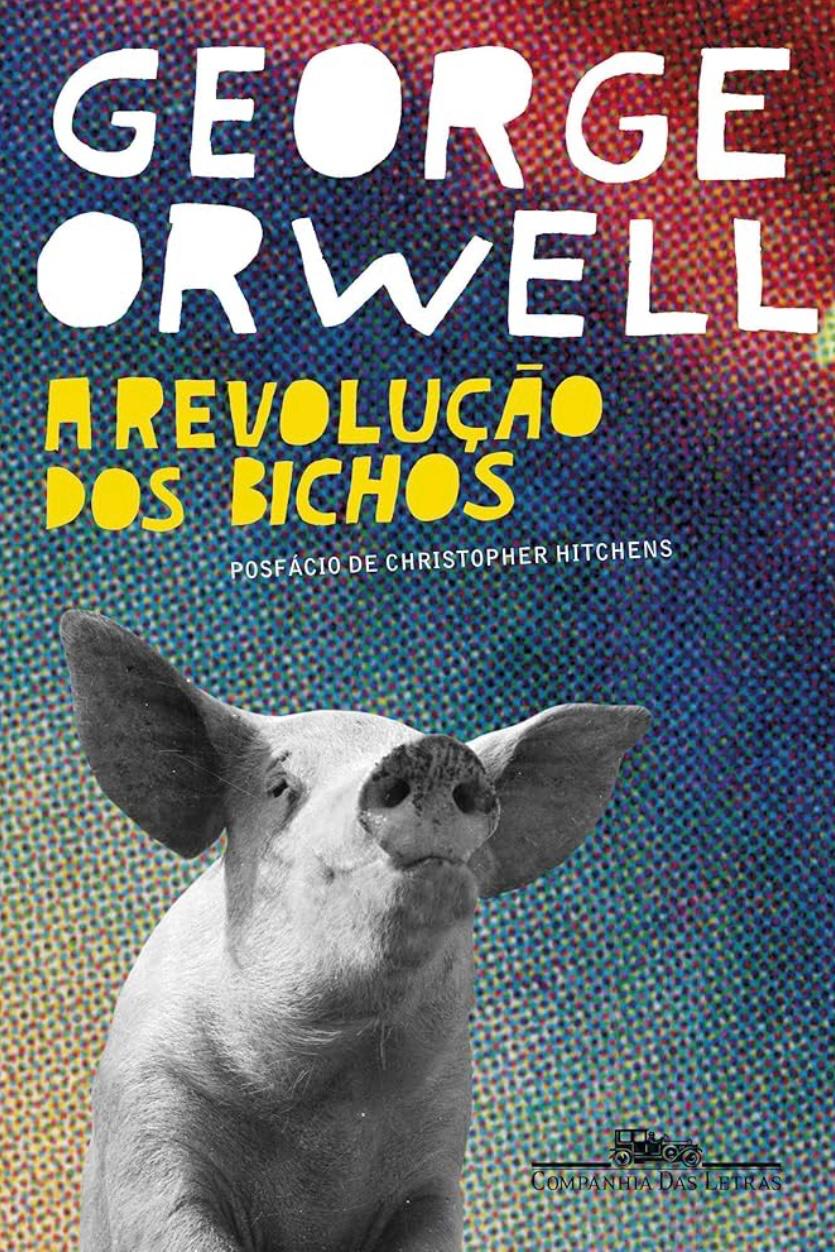 GEORGE
ORWELL
A REVOLUÇÃO
DOS BICHOS
POSFÁCIO DE CHRISTOPHER HITCHENS
COMPANHIA DAS LETRAS